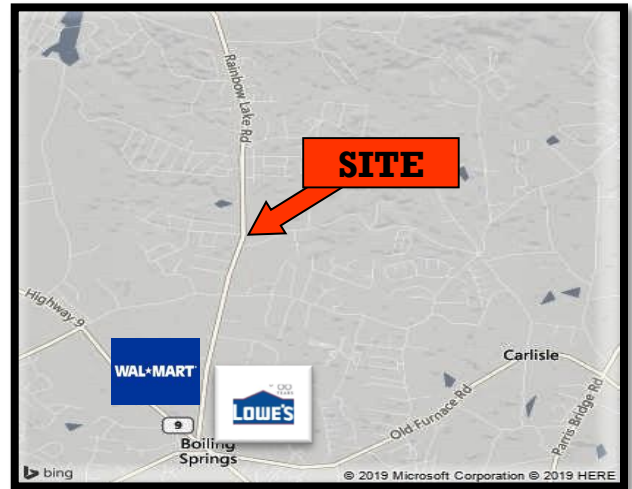 Rainbow Lake Rd
SITE
Highway 9
WAL★MART
LOWE'S
Carlisle
9
Boiling
Springs
Old Furnace Rd
Parris Bridge Rd
bing
© 2019 Microsoft Corporation © 2019 HERE